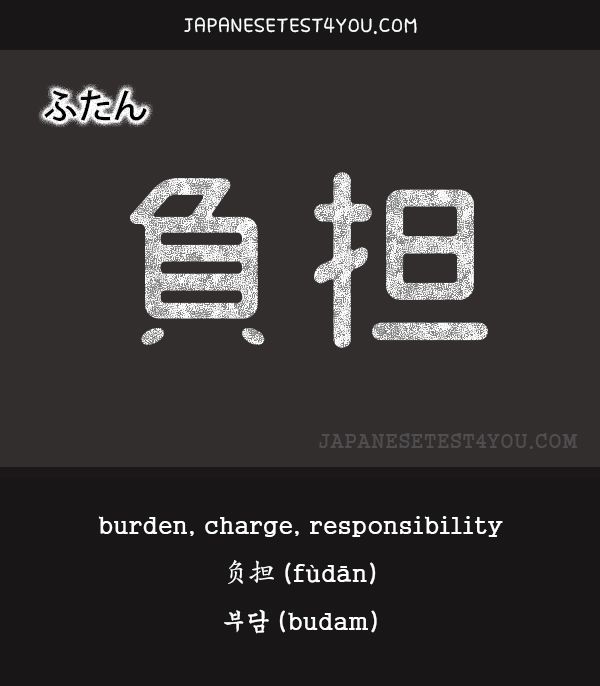 JAPANESETEST4YOU.COM
ふたん
負担
JAPANESETEST4YOU.COM
burden, charge, responsibility
负担 (fùdān)
부담 (budam)